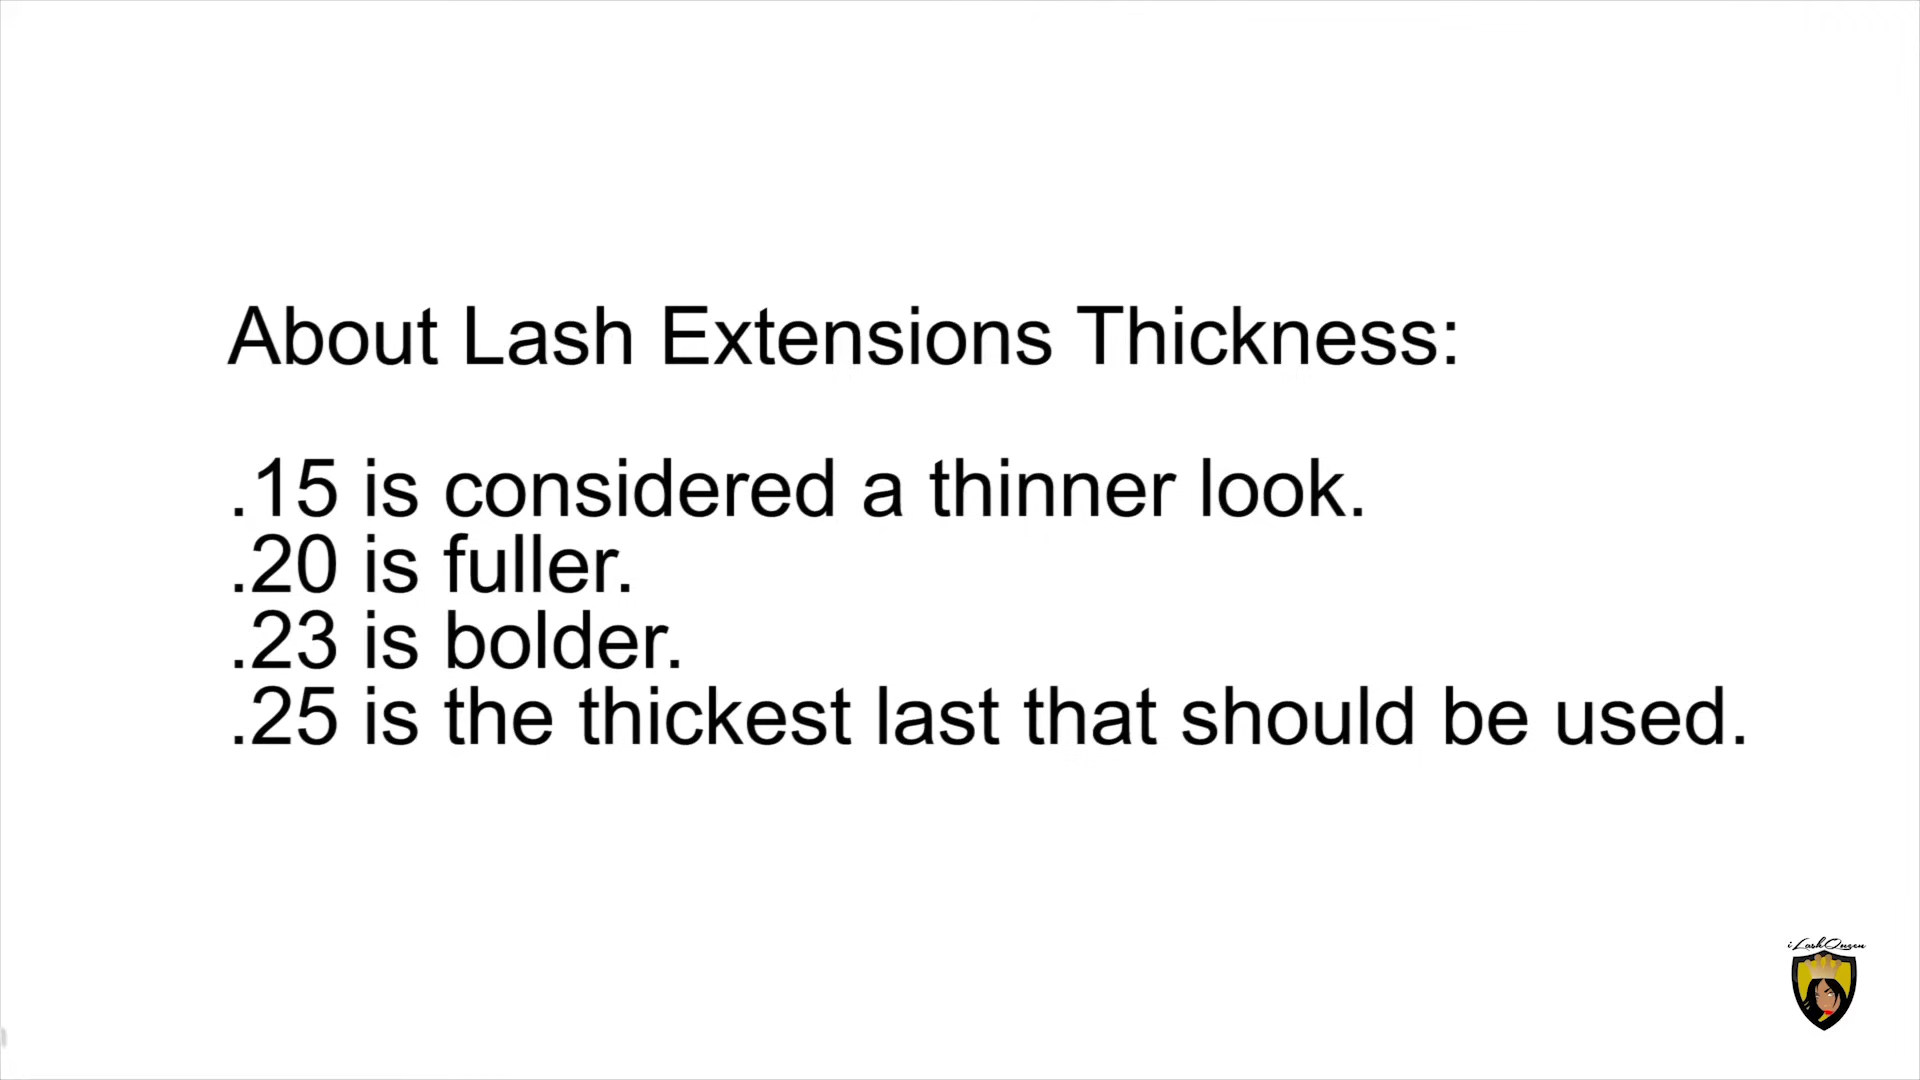 About Lash Extensions Thickness:
.15 is considered a thinner look.
.20 is fuller.
.23 is bolder.
.25 is the thickest last that should be used.
iLashQueen